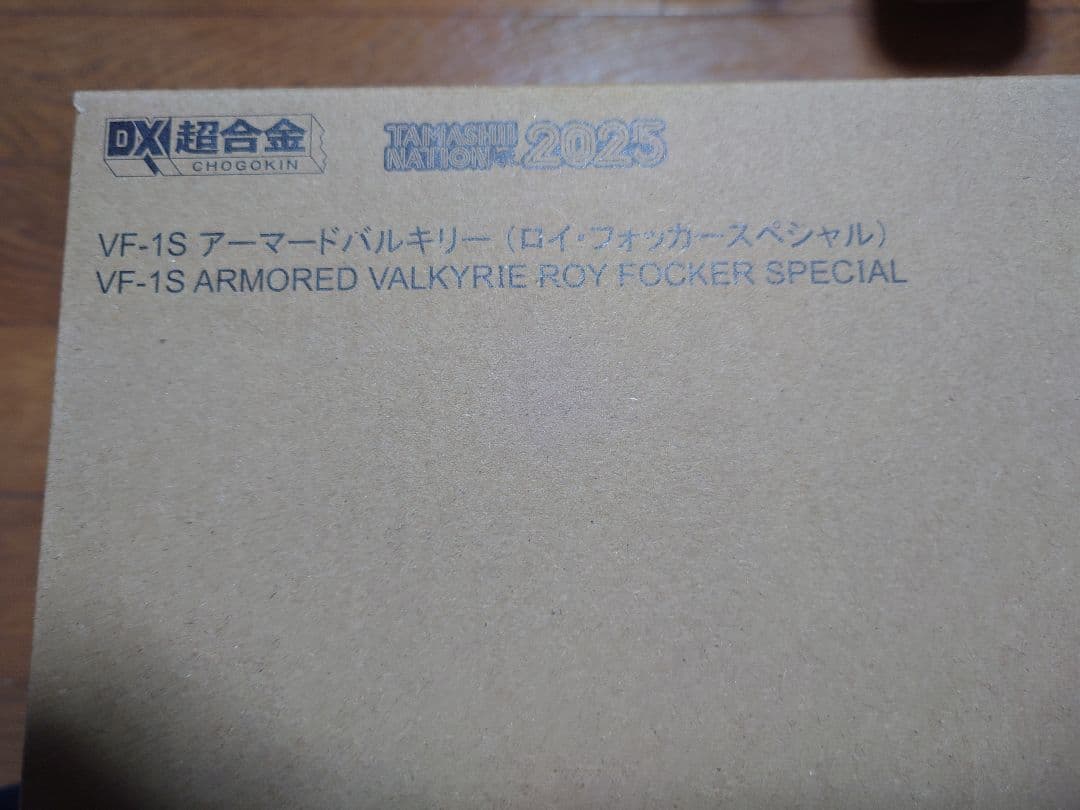 DX超合金
CHOGOKIN
TAMASHII
NATION 2025
VF-1S アーマードバルキリー（ロイ・フォッカースペシャル）
VF-1S ARMORED VALKYRIE ROY FOCKER SPECIAL